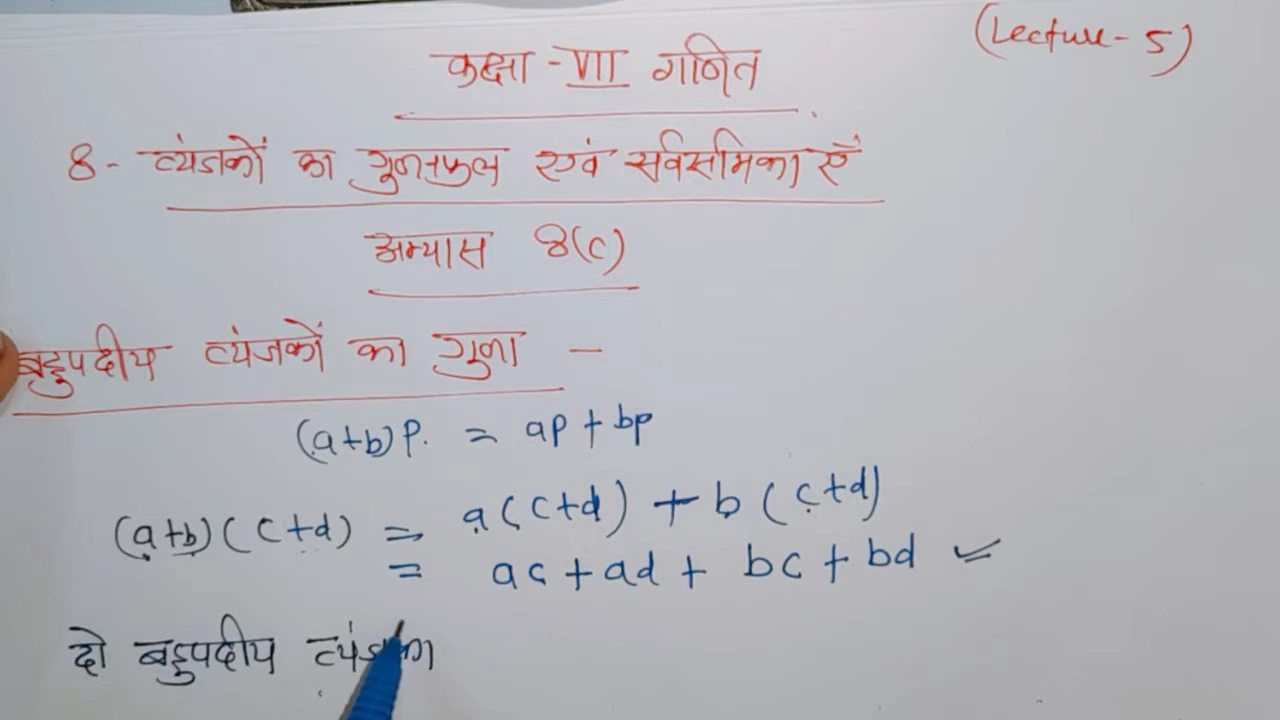 (Lecture - 5)
कक्षा - VII गणित
8 - व्यंजकों का गुणनफल एवं सर्वसमिकाएँ
अभ्यास 8(c)
बहुपदीय व्यंजकों का गुणा -
(a+b)p. = ap + bp
(a+b)(c+d) = a(c+d) + b(c+d)
= ac + ad + bc + bd ✓
दो बहुपदीय